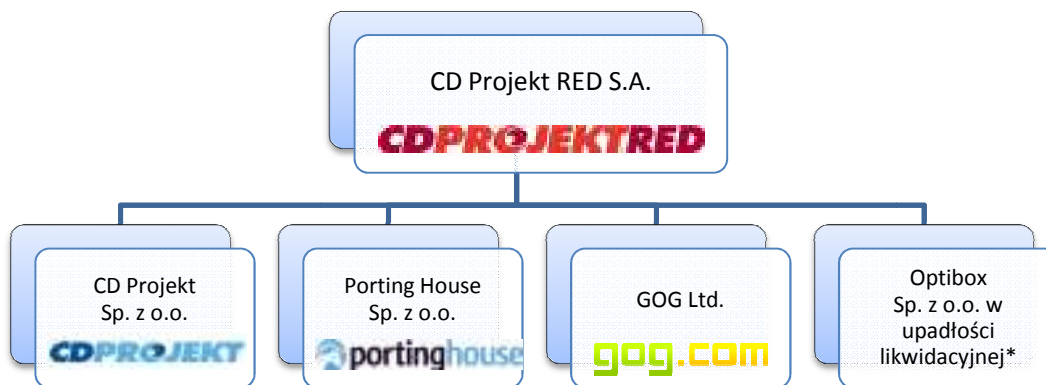 CD Projekt RED S.A.
CDPROJEKTRED
CD Projekt
Sp. z o.o.
CDPROJEKT
Porting House
Sp. z o.o.
portinghouse
GOG Ltd.
gog.com
Optibox
Sp. z o.o. w
upadłości
likwidacyjnej*